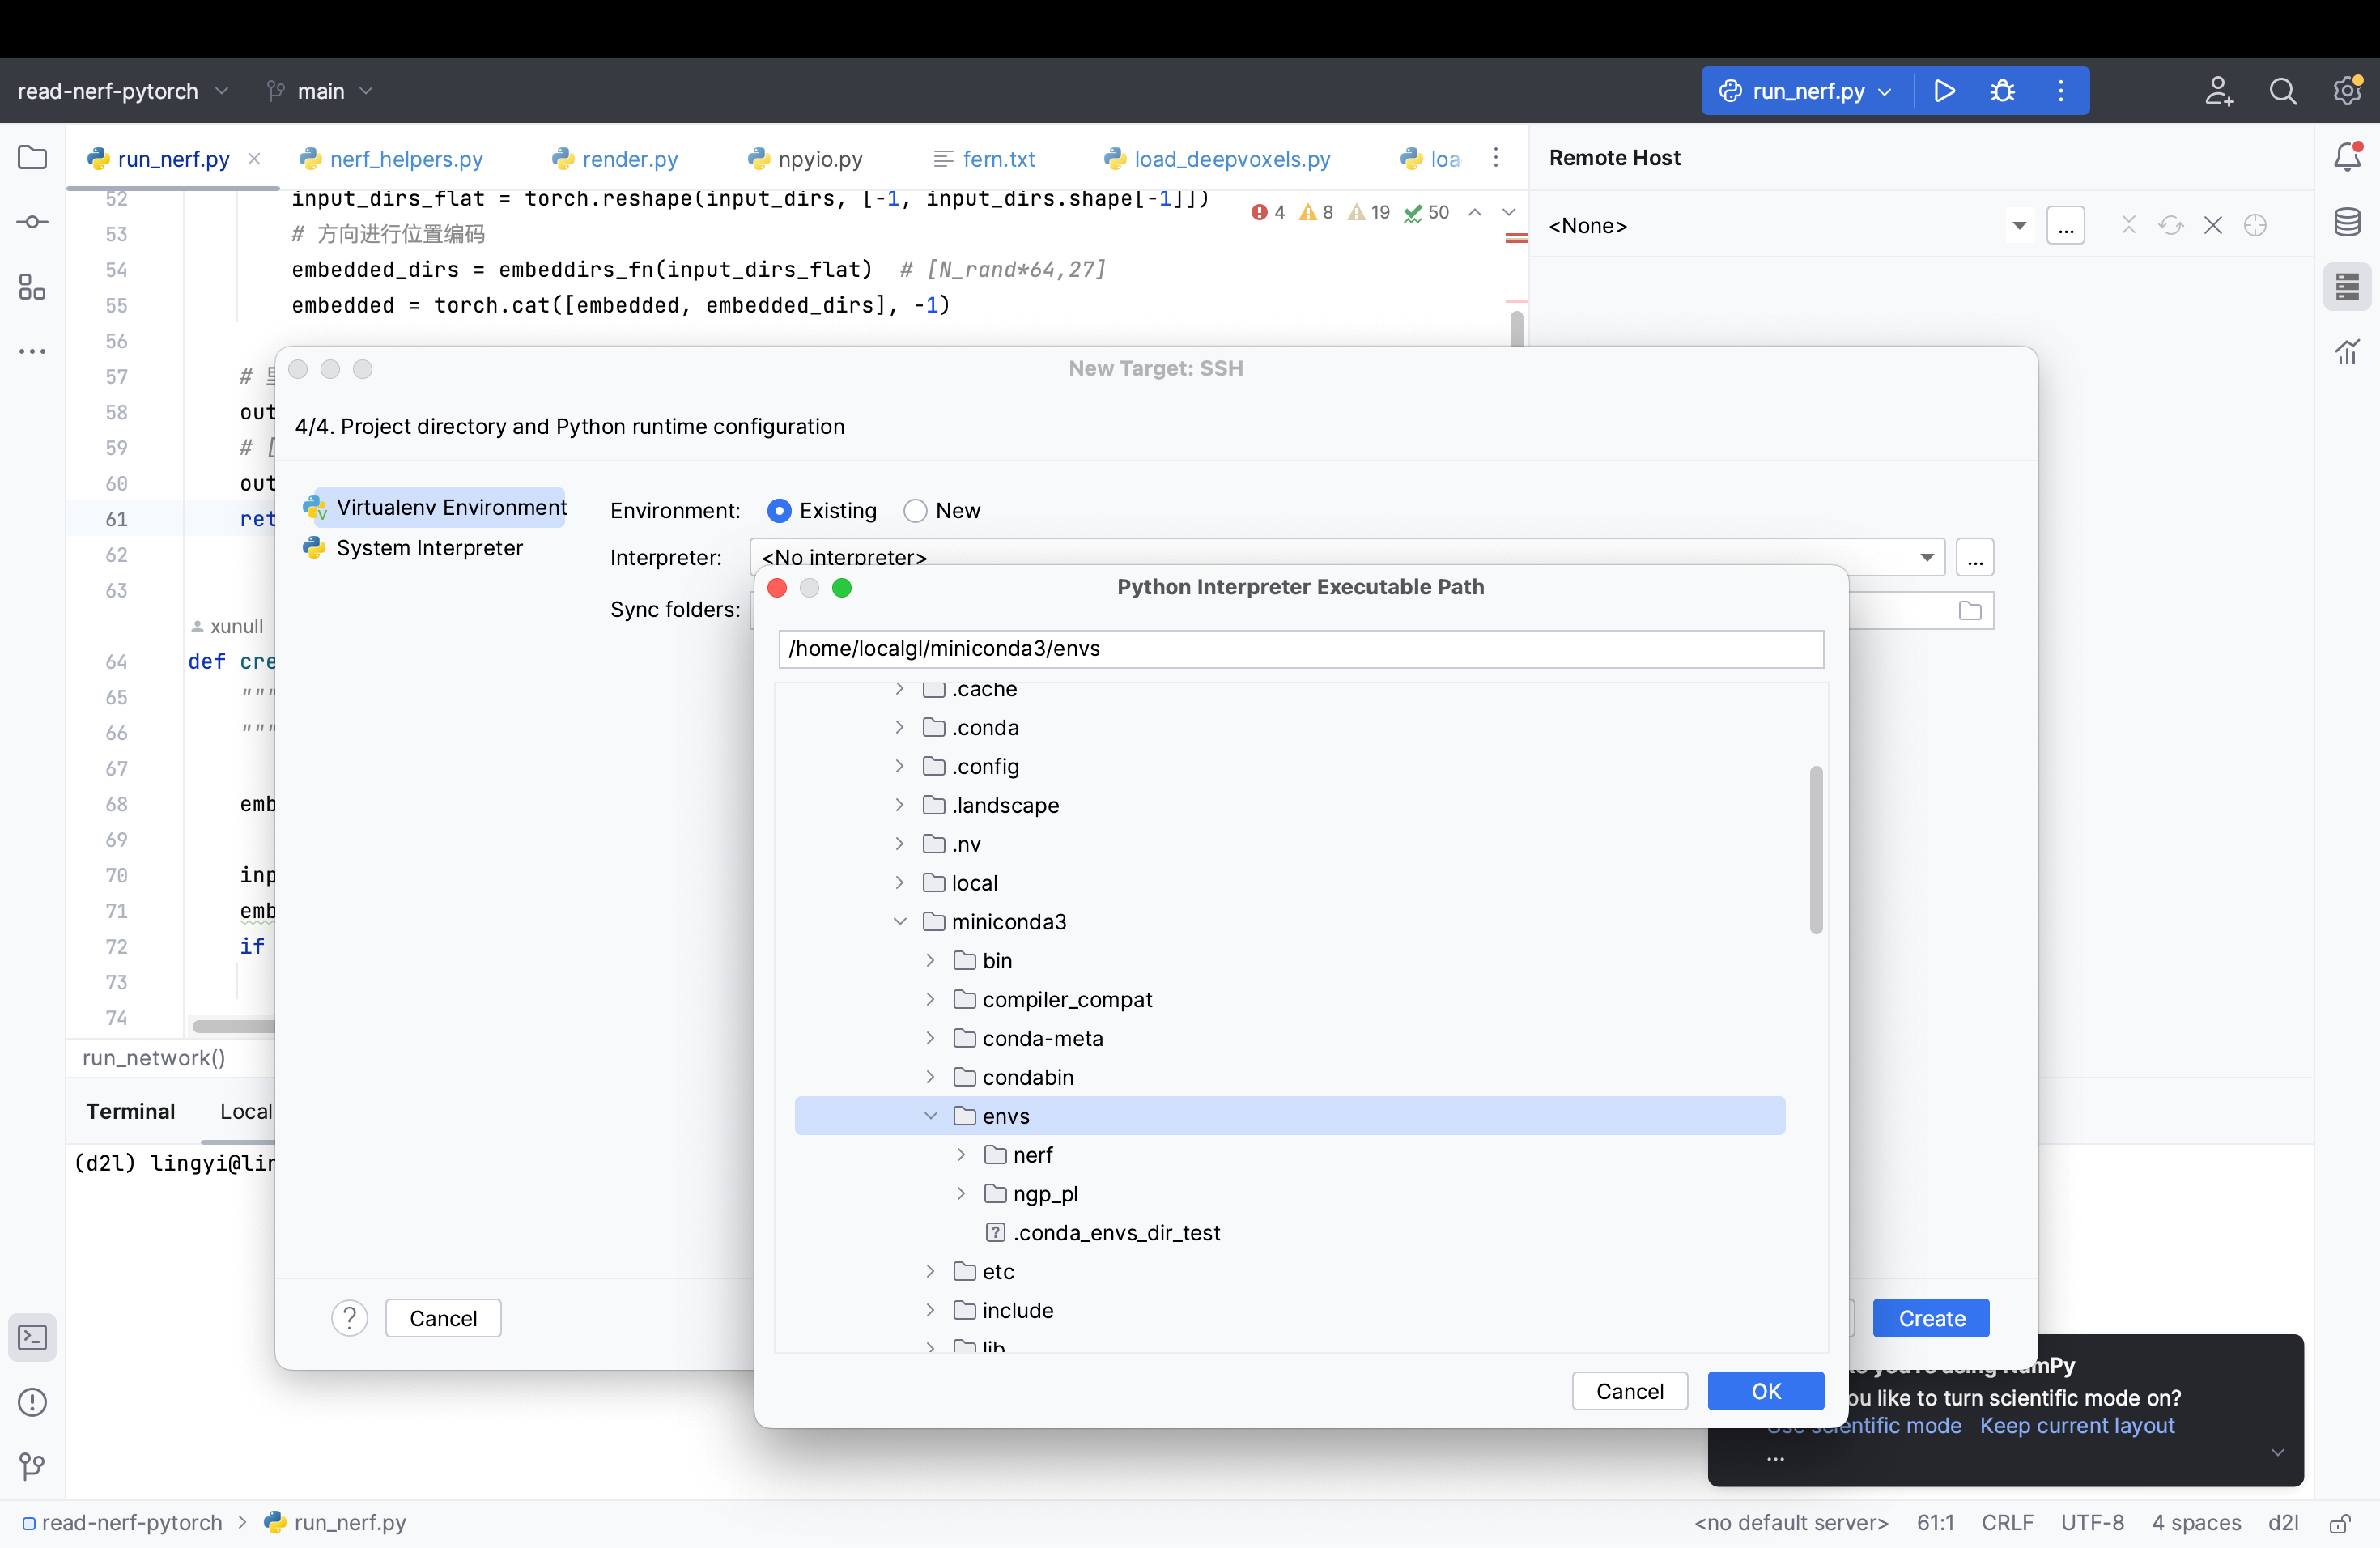 read-nerf-pytorch main run_nerf.py
run_nerf.py nerf_helpers.py render.py npyio.py fern.txt load_deepvoxels.py loa
Remote Host
<None>
...
4 8 19 50
52 input_dirs_flat = torch.reshape(input_dirs, [-1, input_dirs.shape[-1]])
53 # 方向进行位置编码
54 embedded_dirs = embeddirs_fn(input_dirs_flat)  # [N_rand*64,27]
55 embedded = torch.cat([embedded, embedded_dirs], -1)
56
57 #
58 out
59 # [
60 out
61 ret
62
63
xunull
64 def cre
65 """
66 """
67
68 emb
69
70 inp
71 emb
72 if
73
74
run_network()
Terminal Local
(d2l) lingyi@lin
New Target: SSH
4/4. Project directory and Python runtime configuration
Virtualenv Environment
System Interpreter
Environment: Existing New
Interpreter: <No interpreter> ...
Sync folders:
? Cancel Create
Python Interpreter Executable Path
/home/localgl/miniconda3/envs
.cache
.conda
.config
.landscape
.nv
local
miniconda3
bin
compiler_compat
conda-meta
condabin
envs
nerf
ngp_pl
.conda_envs_dir_test
etc
include
lib
Cancel OK
you're using NumPy
ou like to turn scientific mode on?
Use scientific mode Keep current layout
...
read-nerf-pytorch > run_nerf.py <no default server> 61:1 CRLF UTF-8 4 spaces d2l